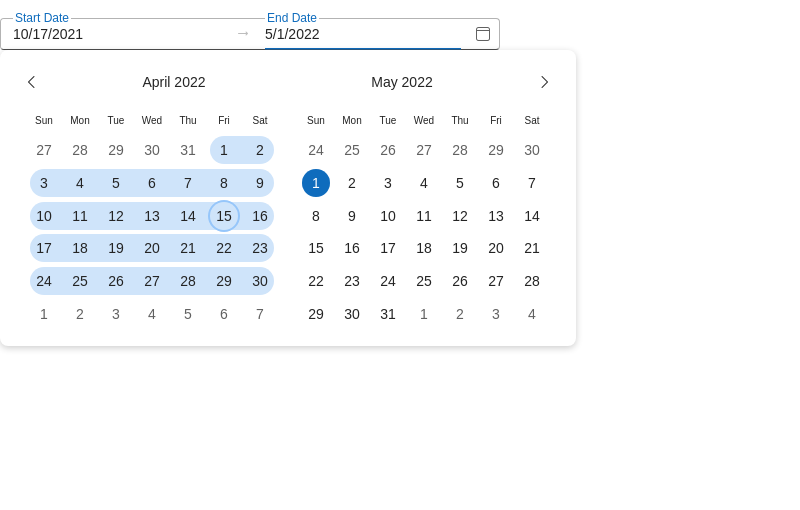 Start Date End Date
10/17/2021 → 5/1/2022
April 2022 May 2022
Sun Mon Tue Wed Thu Fri Sat Sun Mon Tue Wed Thu Fri Sat
27 28 29 30 31 1 2 24 25 26 27 28 29 30
3 4 5 6 7 8 9 1 2 3 4 5 6 7
10 11 12 13 14 15 16 8 9 10 11 12 13 14
17 18 19 20 21 22 23 15 16 17 18 19 20 21
24 25 26 27 28 29 30 22 23 24 25 26 27 28
1 2 3 4 5 6 7 29 30 31 1 2 3 4